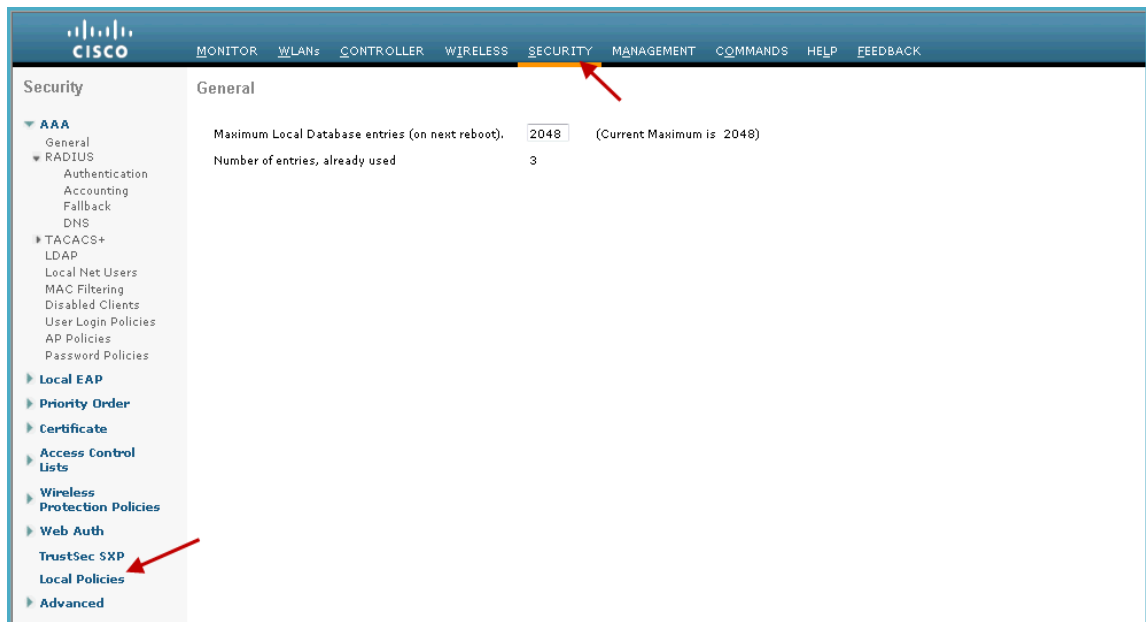 CISCO
MONITOR WLANs CONTROLLER WIRELESS SECURITY MANAGEMENT COMMANDS HELP FEEDBACK
Security
AAA
General
RADIUS
Authentication
Accounting
Fallback
DNS
TACACS+
LDAP
Local Net Users
MAC Filtering
Disabled Clients
User Login Policies
AP Policies
Password Policies
Local EAP
Priority Order
Certificate
Access Control
Lists
Wireless
Protection Policies
Web Auth
TrustSec SXP
Local Policies
Advanced
General
Maximum Local Database entries (on next reboot). 2048 (Current Maximum is 2048)
Number of entries, already used 3